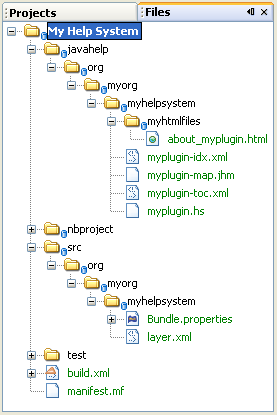 Projects
Files
My Help System
javahelp
org
myorg
myhelpsystem
myhtmlfiles
about_myplugin.html
myplugin-idx.xml
myplugin-map.jhm
myplugin-toc.xml
myplugin.hs
nbproject
src
org
myorg
myhelpsystem
Bundle.properties
layer.xml
test
build.xml
manifest.mf